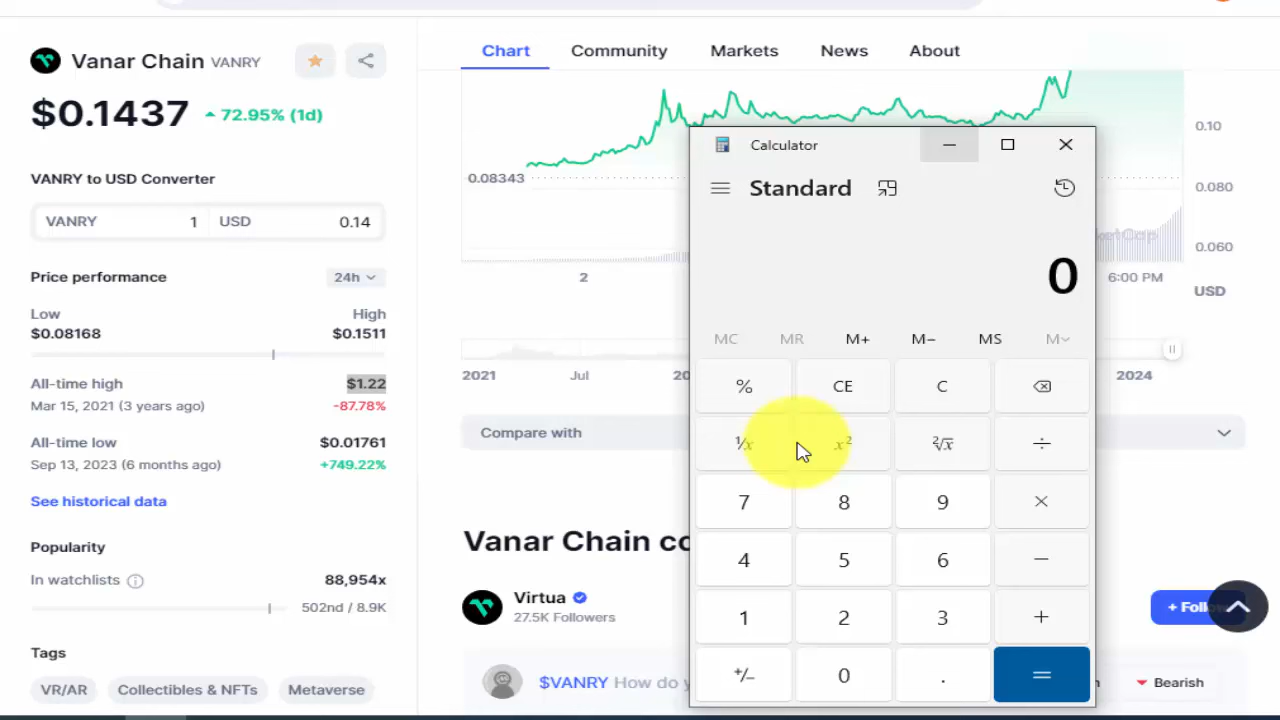 Vanar Chain VANRY
$0.1437 72.95% (1d)
VANRY to USD Converter
VANRY 1 USD 0.14
Price performance 24h
Low High
$0.08168 $0.1511
All-time high $1.22
Mar 15, 2021 (3 years ago) -87.78%
All-time low $0.01761
Sep 13, 2023 (6 months ago) +749.22%
See historical data
Popularity
In watchlists 88,954x
502nd / 8.9K
Tags
VR/AR Collectibles & NFTs Metaverse
Chart Community Markets News About
0.10
0.08343
0.080
0.060
2 6:00 PM
USD
2021 Jul 2024
Compare with
Vanar Chain
Virtua
27.5K Followers
+ Follow
$VANRY How do
Bearish
Calculator
Standard
0
MC MR M+ M− MS M
% CE C
⅟x x² ²√x ÷
7 8 9 ×
4 5 6 −
1 2 3 +
+/− 0 . =